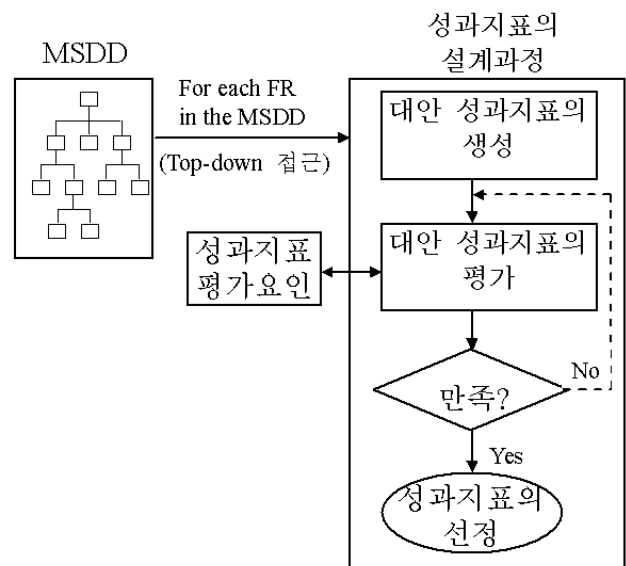 MSDD
For each FR
in the MSDD
(Top-down 접근)
성과지표의
설계과정
대안 성과지표의
생성
성과지표
평가요인
대안 성과지표의
평가
만족?
No
Yes
성과지표의
선정